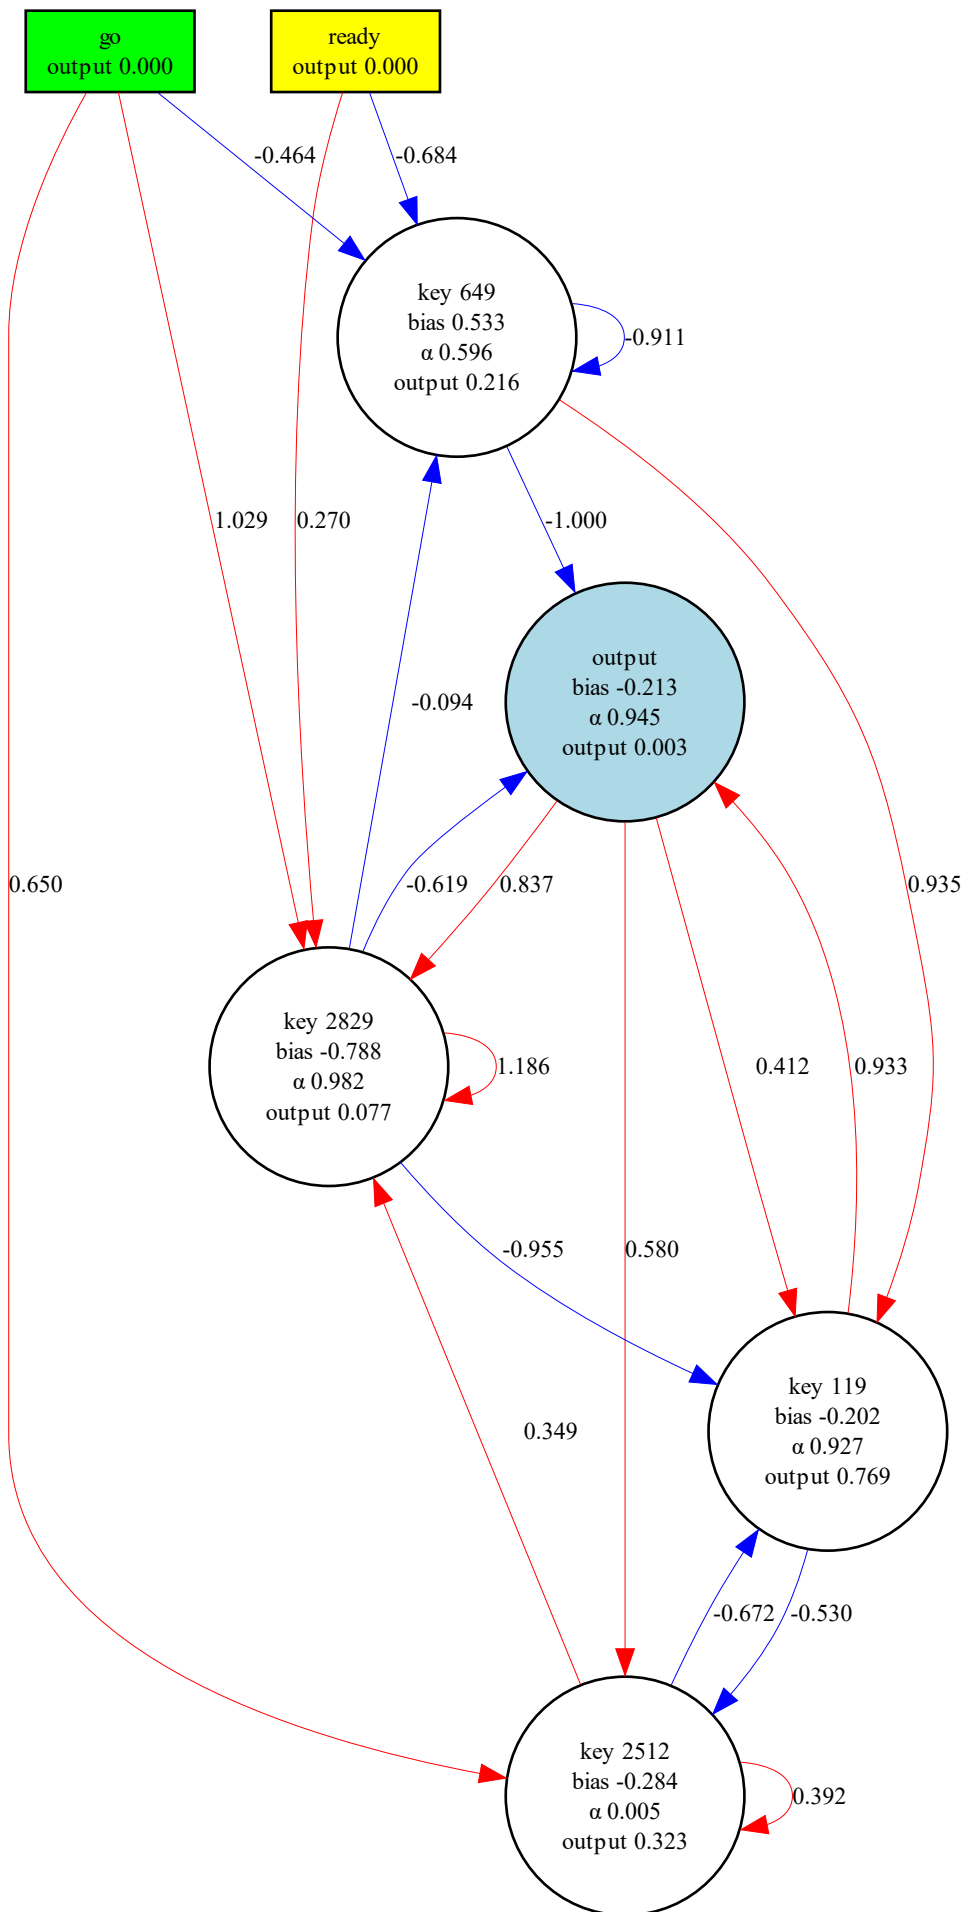 go
output 0.000
ready
output 0.000
-0.464
-0.684
key 649
bias 0.533
α 0.596
output 0.216
-0.911
1.029
0.270
-1.000
output
bias -0.213
α 0.945
output 0.003
-0.094
0.650
-0.619
0.837
0.935
key 2829
bias -0.788
α 0.982
output 0.077
1.186
0.412
0.933
-0.955
0.580
key 119
bias -0.202
α 0.927
output 0.769
0.349
-0.672
-0.530
key 2512
bias -0.284
α 0.005
output 0.323
0.392